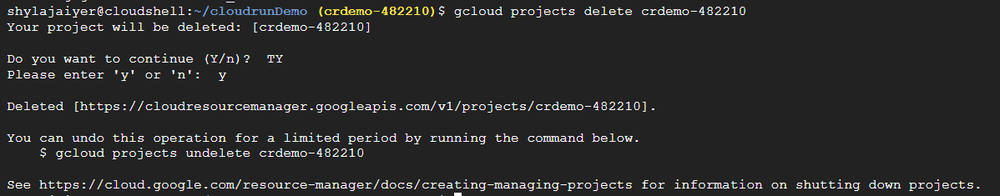 shylajaiyer@cloudshell:~/cloudrunDemo (crdemo-482210)$ gcloud projects delete crdemo-482210
Your project will be deleted: [crdemo-482210]
Do you want to continue (Y/n)?  TY
Please enter 'y' or 'n':  y
Deleted [https://cloudresourcemanager.googleapis.com/v1/projects/crdemo-482210].
You can undo this operation for a limited period by running the command below.
    $ gcloud projects undelete crdemo-482210
See https://cloud.google.com/resource-manager/docs/creating-managing-projects for information on shutting down projects.